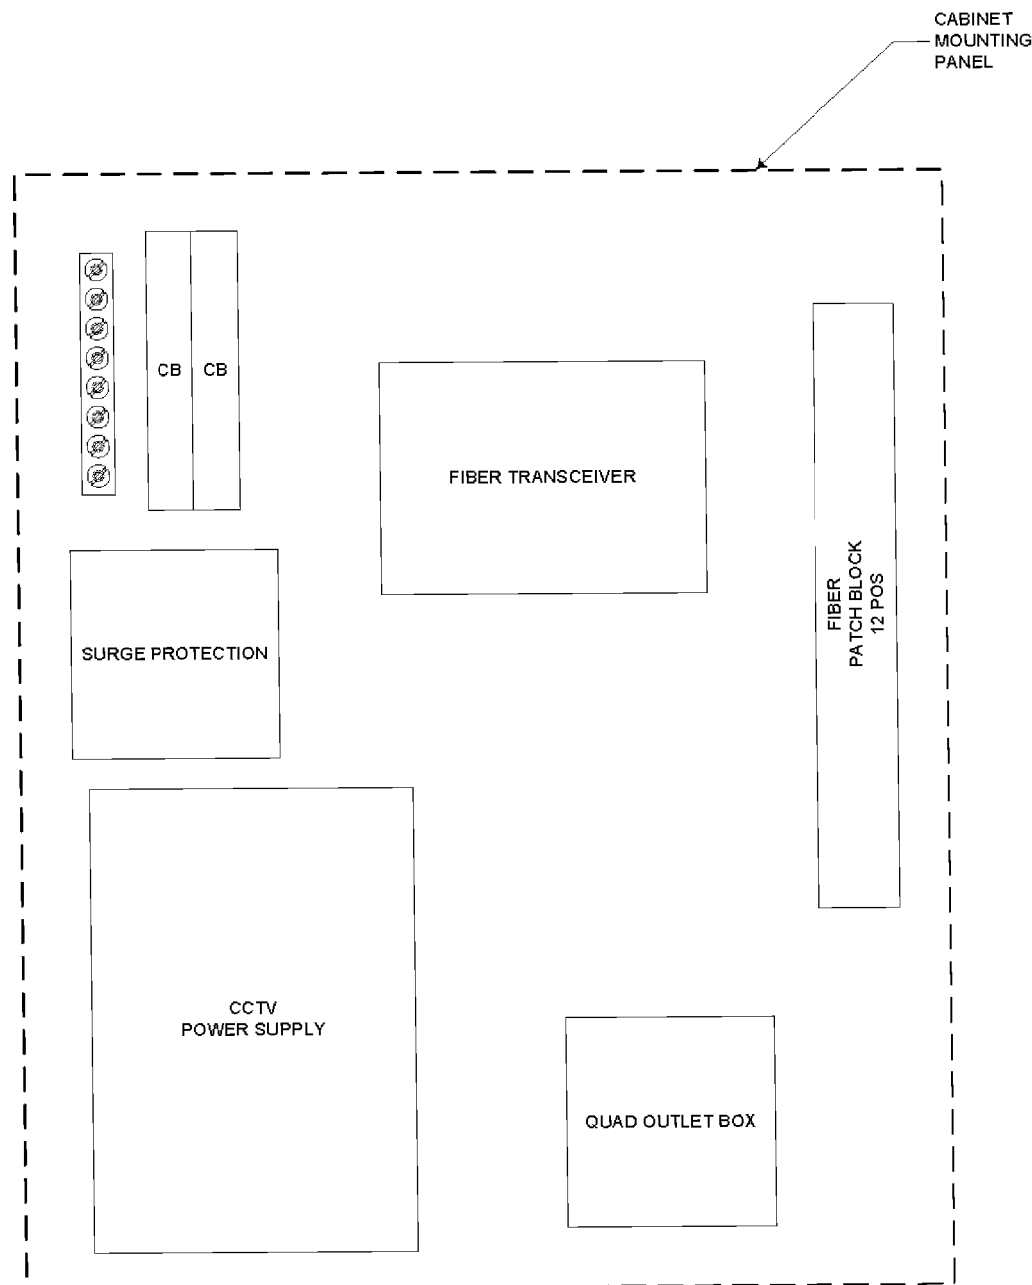 CABINET
MOUNTING
PANEL
CB CB
FIBER TRANSCEIVER
FIBER
PATCH BLOCK
12 POS
SURGE PROTECTION
CCTV
POWER SUPPLY
QUAD OUTLET BOX